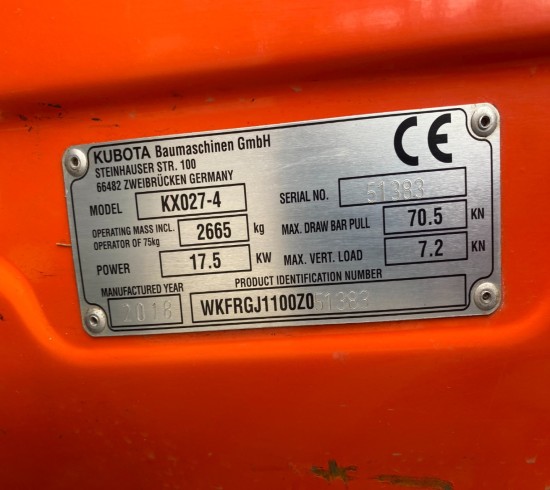 KUBOTA Baumaschinen GmbH
STEINHAUSER STR. 100
66482 ZWEIBRÜCKEN GERMANY
CE
MODEL KX027-4
SERIAL NO. 51383
OPERATING MASS INCL. OPERATOR OF 75kg 2665 kg
MAX. DRAW BAR PULL 70.5 KN
POWER 17.5 KW
MAX. VERT. LOAD 7.2 KN
MANUFACTURED YEAR 2018
PRODUCT IDENTIFICATION NUMBER
WKFRGJ1100Z051383